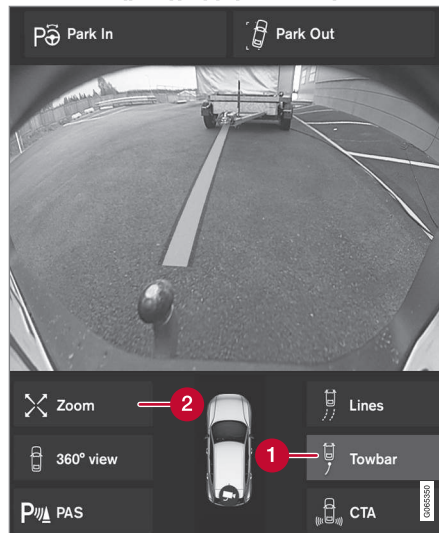 Park In
Park Out
Zoom
2
Lines
360° view
1
Towbar
PAS
CTA
G065350